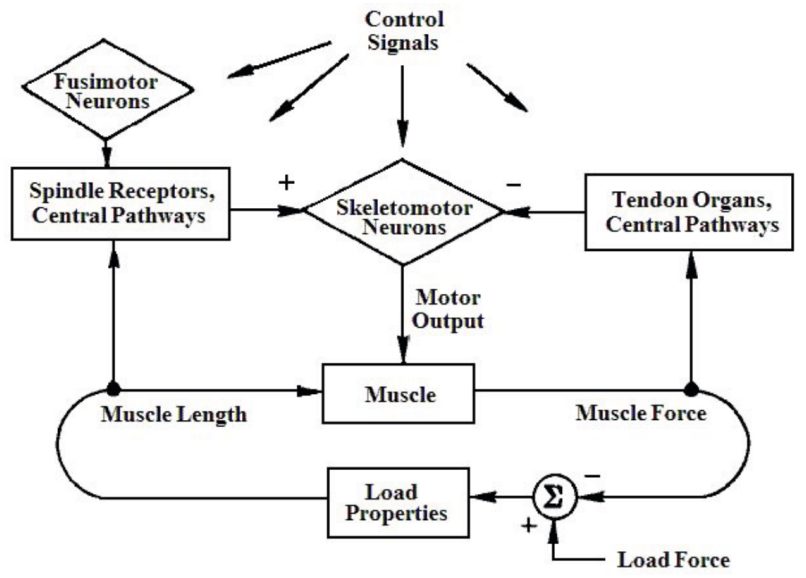 Control
Signals
Fusimotor
Neurons
Spindle Receptors,
Central Pathways
+
Skeletomotor
Neurons
−
Tendon Organs,
Central Pathways
Motor
Output
Muscle
Muscle Length
Muscle Force
Load
Properties
Σ
−
+
Load Force